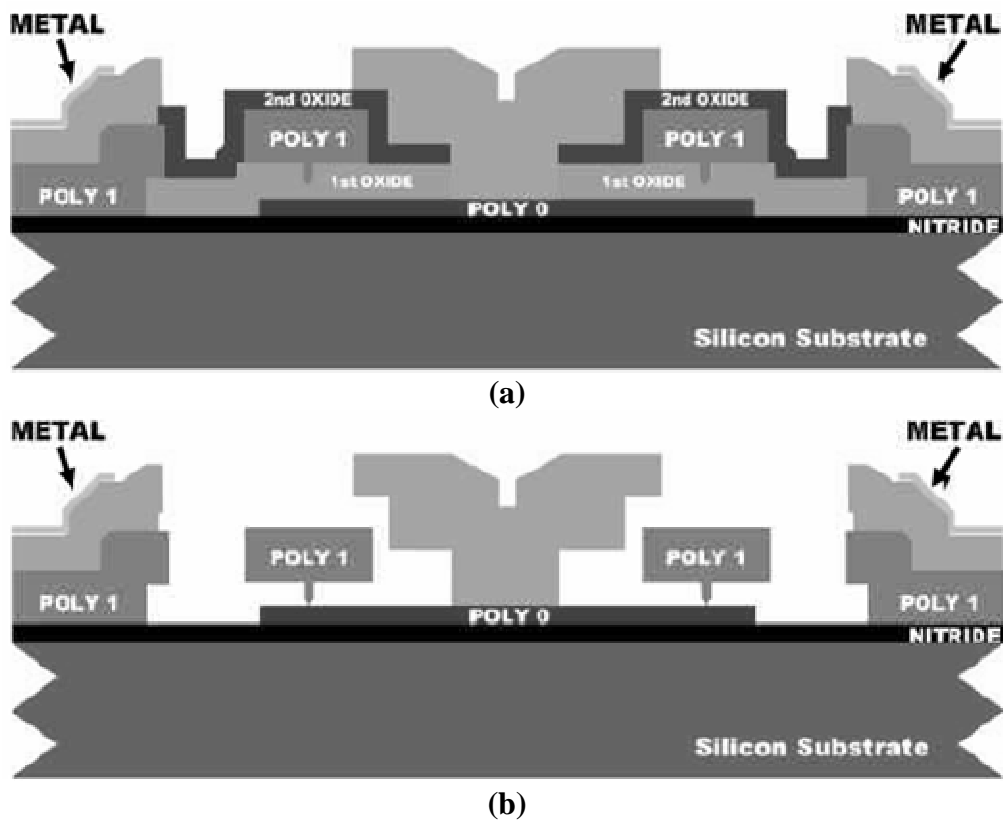 METAL METAL
2nd OXIDE 2nd OXIDE
POLY 1 POLY 1
1st OXIDE 1st OXIDE
POLY 1 POLY 1
POLY 0
NITRIDE
Silicon Substrate
(a)
METAL METAL
POLY 1 POLY 1
POLY 1 POLY 1
POLY 0
NITRIDE
Silicon Substrate
(b)